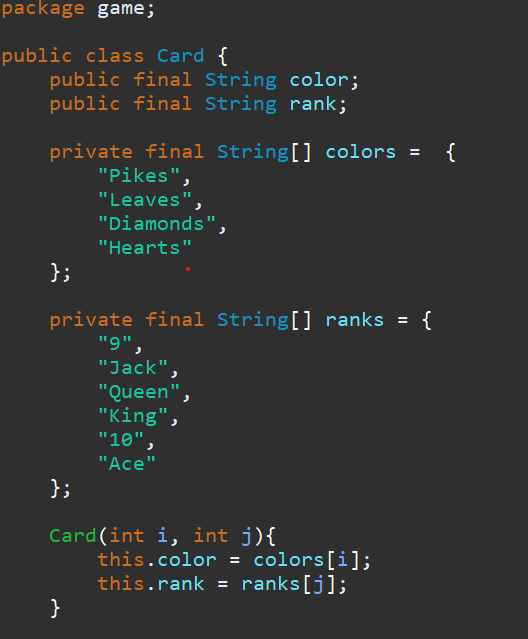 package game;
public class Card {
    public final String color;
    public final String rank;
    private final String[] colors =  {
        "Pikes",
        "Leaves",
        "Diamonds",
        "Hearts"
    };
    private final String[] ranks = {
        "9",
        "Jack",
        "Queen",
        "King",
        "10",
        "Ace"
    };
    Card(int i, int j){
        this.color = colors[i];
        this.rank = ranks[j];
    }